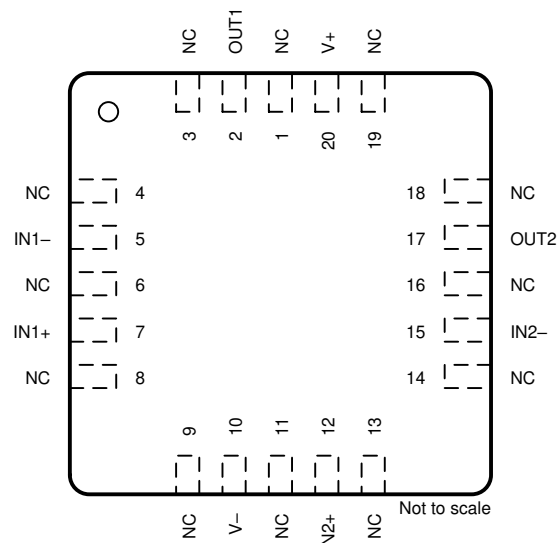 NC OUT1 NC V+ NC
3 2 1 20 19
NC 4 18 NC
IN1– 5 17 OUT2
NC 6 16 NC
IN1+ 7 15 IN2–
NC 8 14 NC
9 10 11 12 13
Not to scale
NC V– NC N2+ NC